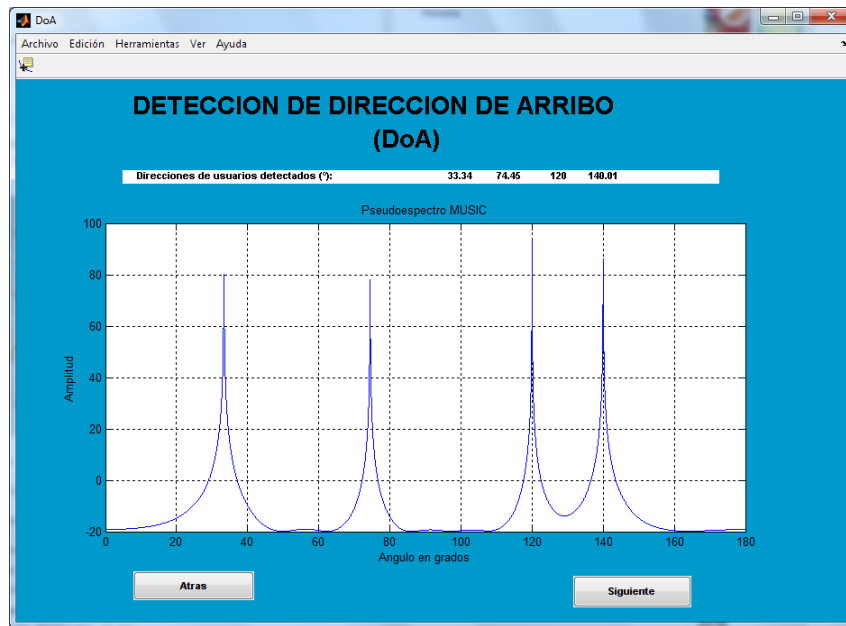 DoA
Archivo Edición Herramientas Ver Ayuda
DETECCION DE DIRECCION DE ARRIBO
(DoA)
Direcciones de usuarios detectados (°): 33.34 74.45 120 140.01
Pseudoespectro MUSIC
Amplitud
100
80
60
40
20
0
-20
0 20 40 60 80 100 120 140 160 180
Angulo en grados
Atras
Siguiente